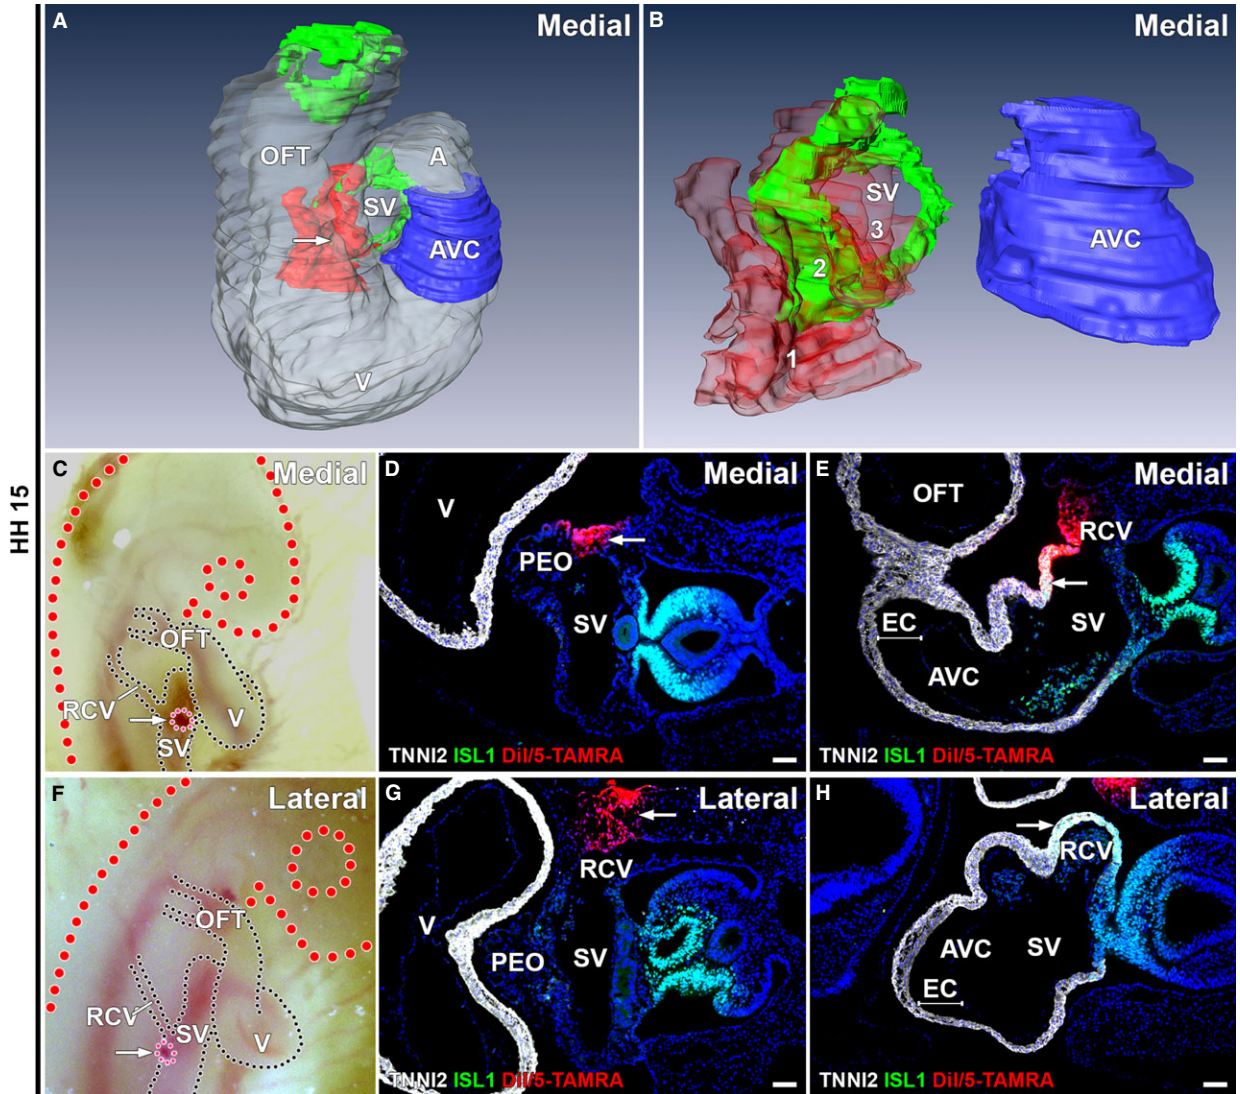 HH 15
A
Medial
OFT
A
SV
AVC
V
B
Medial
SV
3
2
1
AVC
C
Medial
OFT
RCV
V
SV
D
Medial
V
PEO
SV
TNNI2 ISL1 DiI/5-TAMRA
E
Medial
OFT
RCV
EC
SV
AVC
TNNI2 ISL1 DiI/5-TAMRA
F
Lateral
OFT
RCV
SV
V
G
Lateral
RCV
V
PEO
SV
TNNI2 ISL1 DiI/5-TAMRA
H
Lateral
RCV
AVC
SV
EC
TNNI2 ISL1 DiI/5-TAMRA